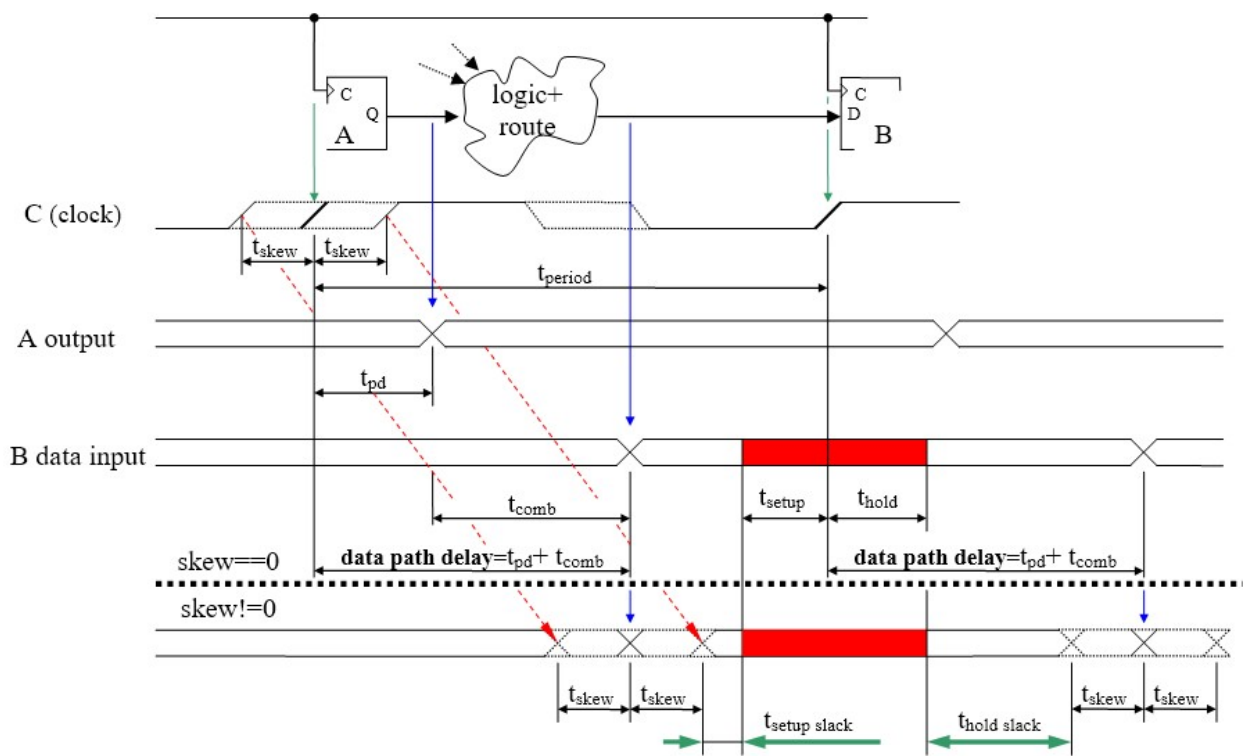 logic+
route
C
Q
A
C
D
B
C (clock)
tskew tskew
tperiod
A output
tpd
B data input
tcomb tsetup thold
skew==0
data path delay=tpd+ tcomb data path delay=tpd+ tcomb
skew!=0
tskew tskew tsetup slack thold slack tskew tskew